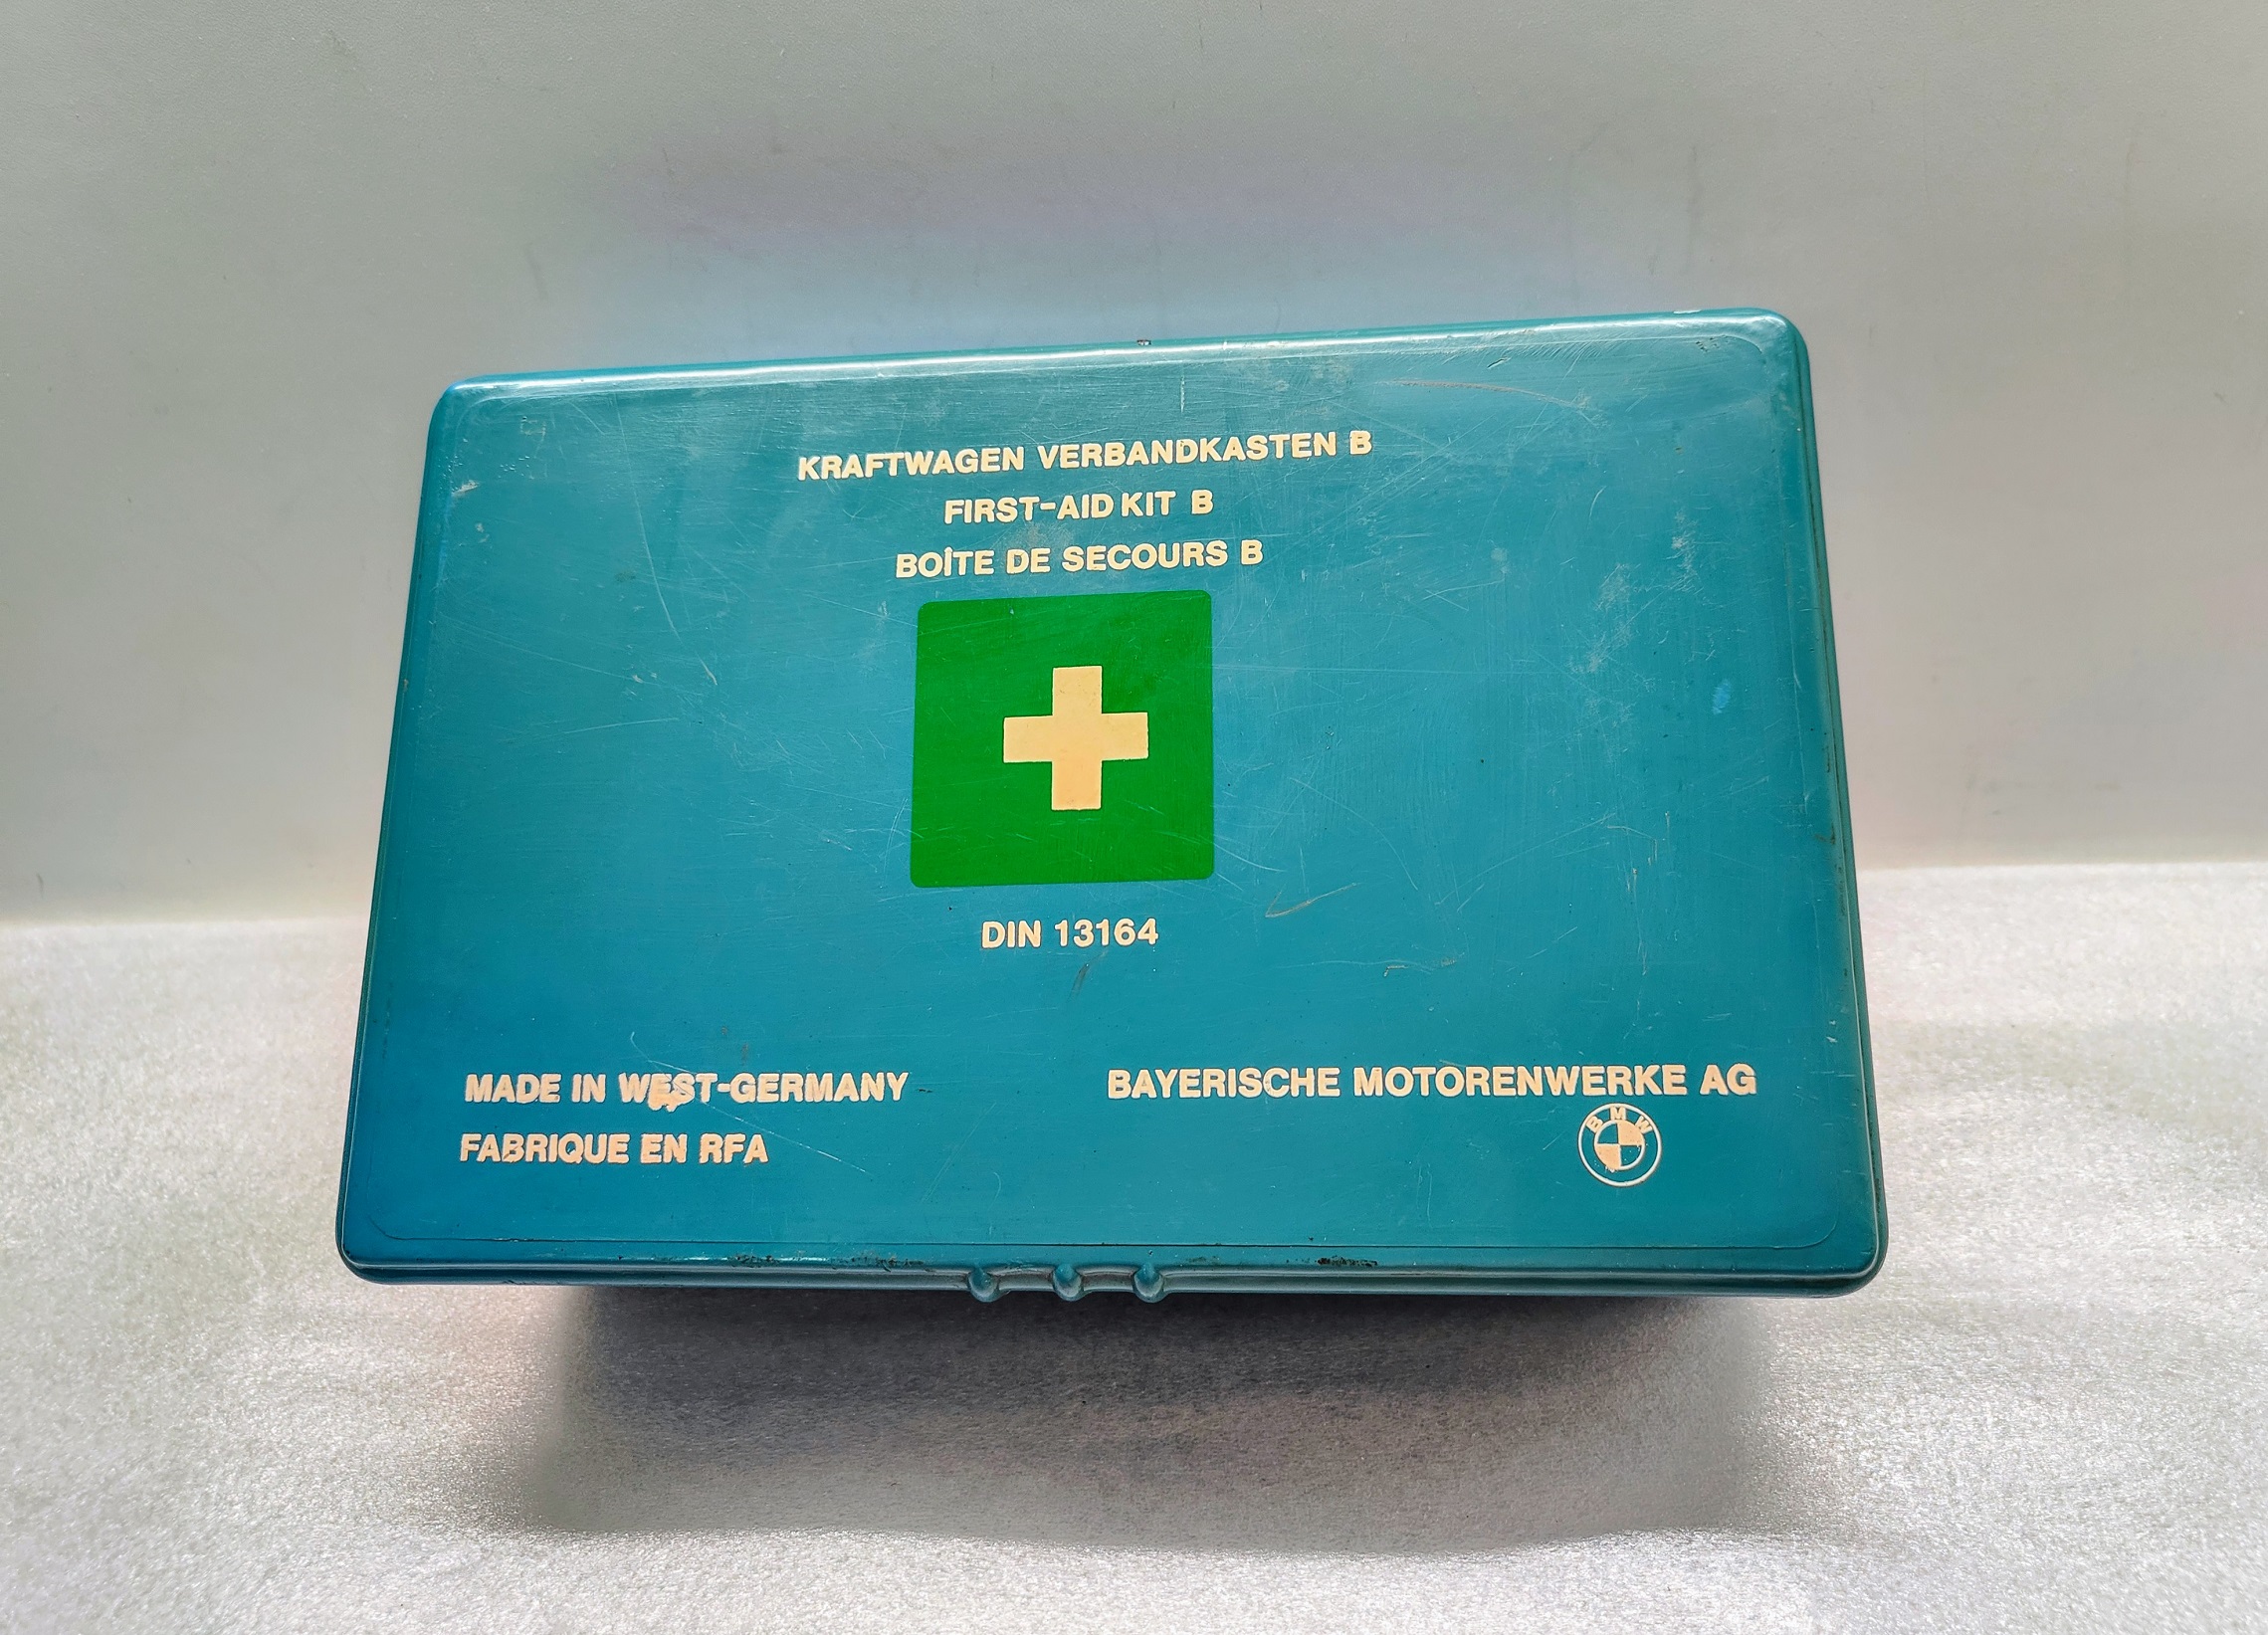 KRAFTWAGEN VERBANDKASTEN B
FIRST-AID KIT B
BOÎTE DE SECOURS B
DIN 13164
MADE IN WEST-GERMANY
FABRIQUE EN RFA
BAYERISCHE MOTORENWERKE AG
BMW